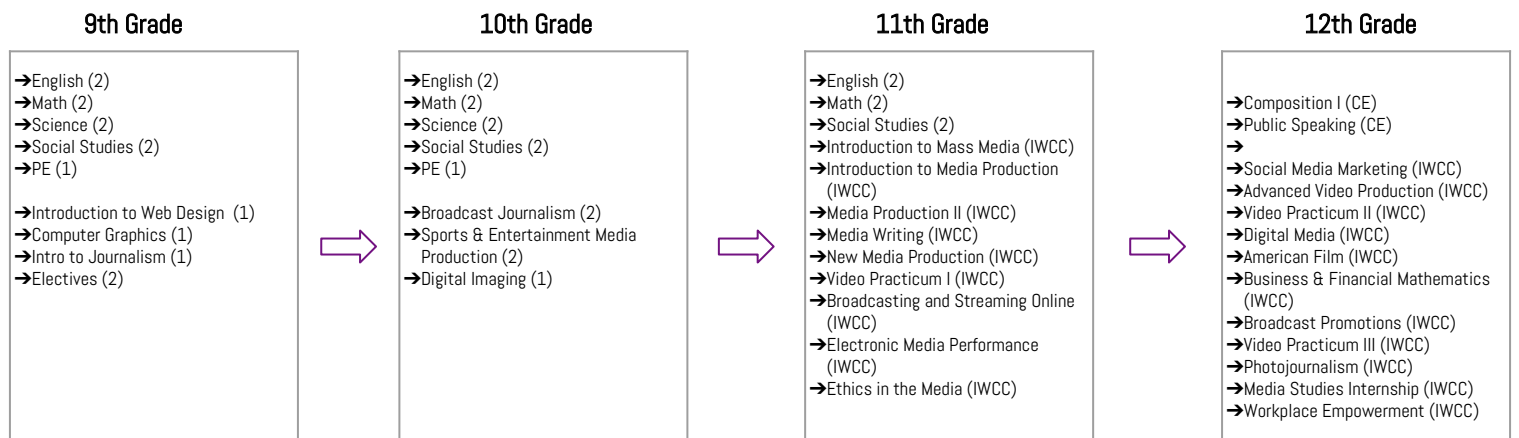 9th Grade
➔English (2)
➔Math (2)
➔Science (2)
➔Social Studies (2)
➔PE (1)
➔Introduction to Web Design  (1)
➔Computer Graphics (1)
➔Intro to Journalism (1)
➔Electives (2)
10th Grade
➔English (2)
➔Math (2)
➔Science (2)
➔Social Studies (2)
➔PE (1)
➔Broadcast Journalism (2)
➔Sports & Entertainment Media
Production (2)
➔Digital Imaging (1)
11th Grade
➔English (2)
➔Math (2)
➔Social Studies (2)
➔Introduction to Mass Media (IWCC)
➔Introduction to Media Production
(IWCC)
➔Media Production II (IWCC)
➔Media Writing (IWCC)
➔New Media Production (IWCC)
➔Video Practicum I (IWCC)
➔Broadcasting and Streaming Online
(IWCC)
➔Electronic Media Performance
(IWCC)
➔Ethics in the Media (IWCC)
12th Grade
➔Composition I (CE)
➔Public Speaking (CE)
➔
➔Social Media Marketing (IWCC)
➔Advanced Video Production (IWCC)
➔Video Practicum II (IWCC)
➔Digital Media (IWCC)
➔American Film (IWCC)
➔Business & Financial Mathematics
(IWCC)
➔Broadcast Promotions (IWCC)
➔Video Practicum III (IWCC)
➔Photojournalism (IWCC)
➔Media Studies Internship (IWCC)
➔Workplace Empowerment (IWCC)